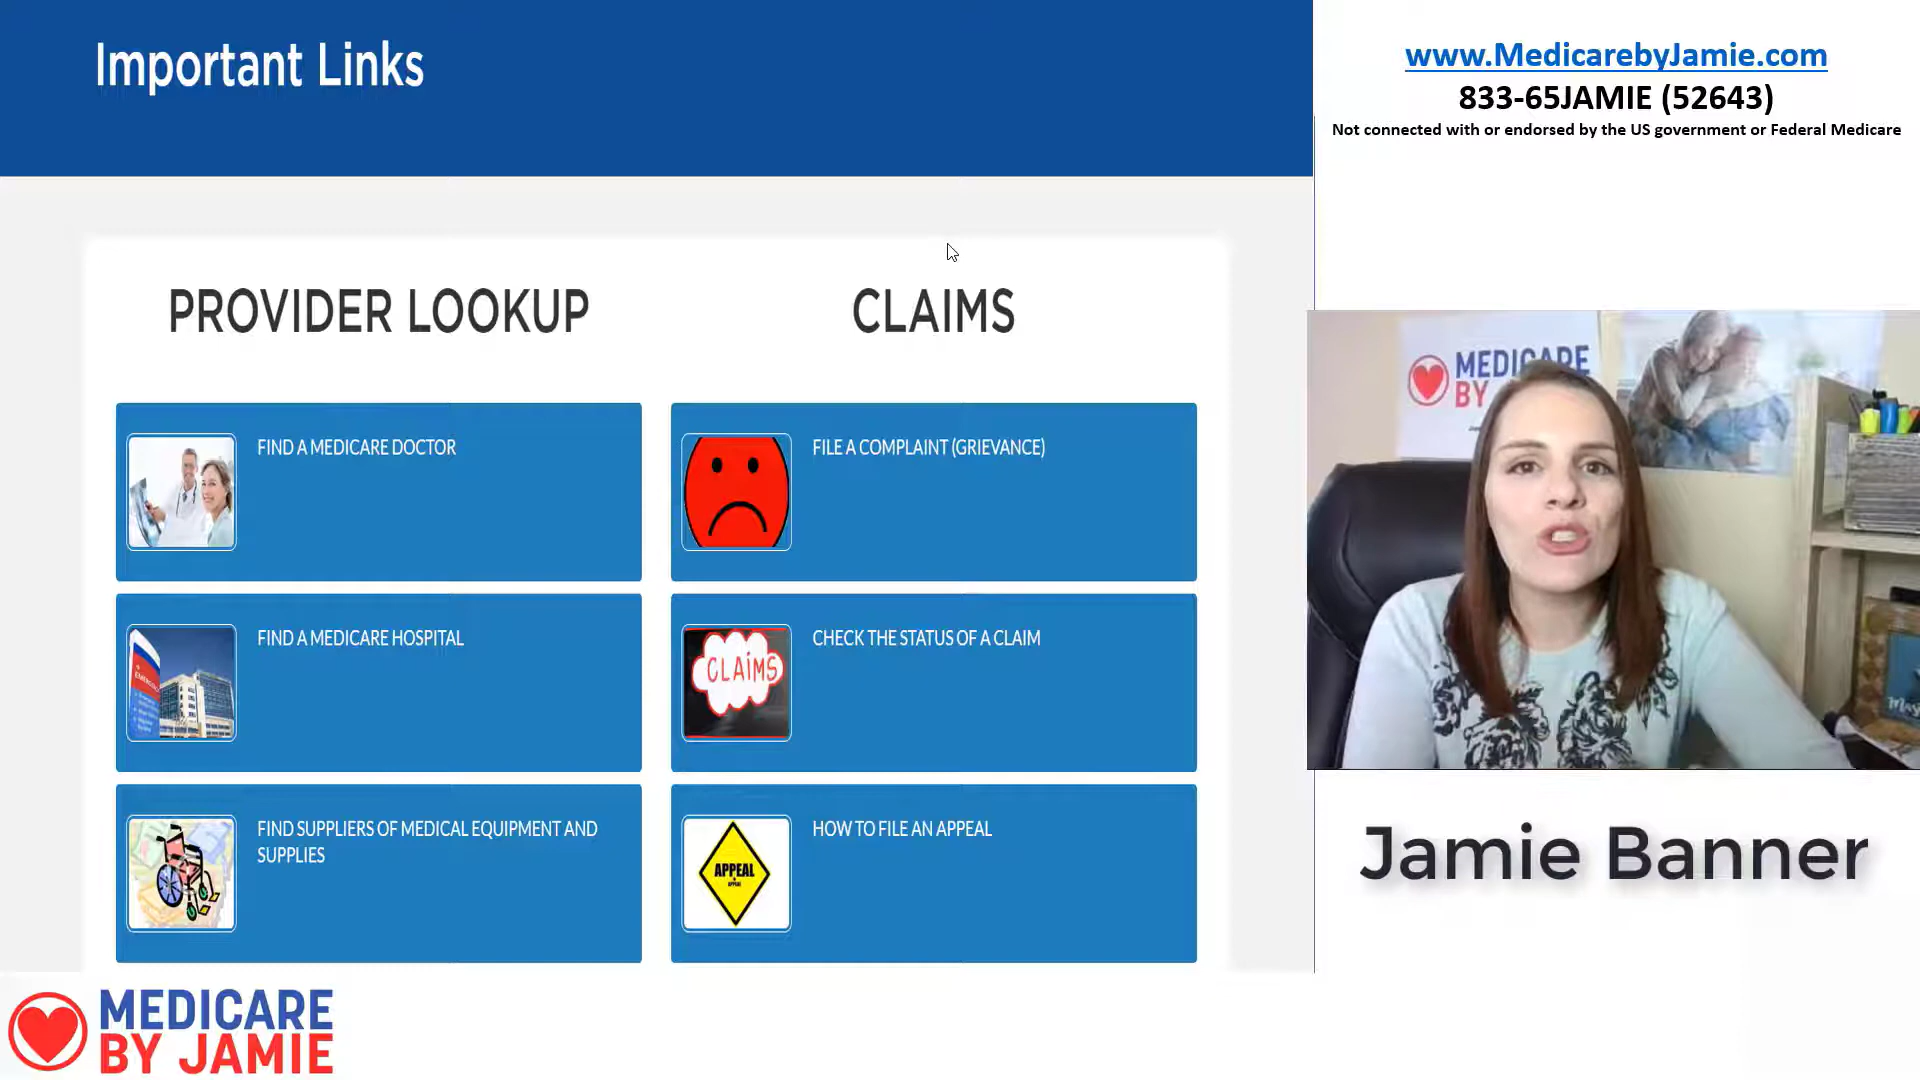 Important Links
www.MedicarebyJamie.com
833-65JAMIE (52643)
Not connected with or endorsed by the US government or Federal Medicare
PROVIDER LOOKUP
CLAIMS
FIND A MEDICARE DOCTOR
FILE A COMPLAINT (GRIEVANCE)
FIND A MEDICARE HOSPITAL
CHECK THE STATUS OF A CLAIM
CLAIMS
FIND SUPPLIERS OF MEDICAL EQUIPMENT AND
SUPPLIES
HOW TO FILE AN APPEAL
APPEAL
MEDICARE
BY
Jamie Banner
MEDICARE
BY JAMIE